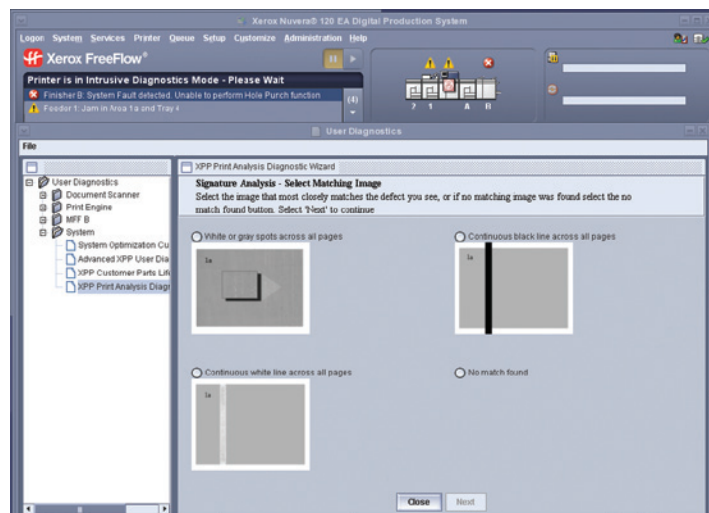 Xerox Nuvera® 120 EA Digital Production System
Logon System Services Printer Queue Setup Customize Administration Help
Xerox FreeFlow®
Printer is in Intrusive Diagnostics Mode - Please Wait
Finisher B: System Fault detected. Unable to perform Hole Punch function
(4)
Feeder 1: Jam in Area 1a and Tray 4
2 1 A B
User Diagnostics
File
User Diagnostics
Document Scanner
Print Engine
MFF B
System
System Optimization Cu
Advanced XPP User Dia
XPP Customer Parts Life
XPP Print Analysis Diagr
XPP Print Analysis Diagnostic Wizard
Signature Analysis - Select Matching Image
Select the image that most closely matches the defect you see, or if no matching image was found select the no
match found button. Select 'Next' to continue
White or gray spots across all pages
1a
Continuous black line across all pages
1a
Continuous white line across all pages
1a
No match found
Close Next